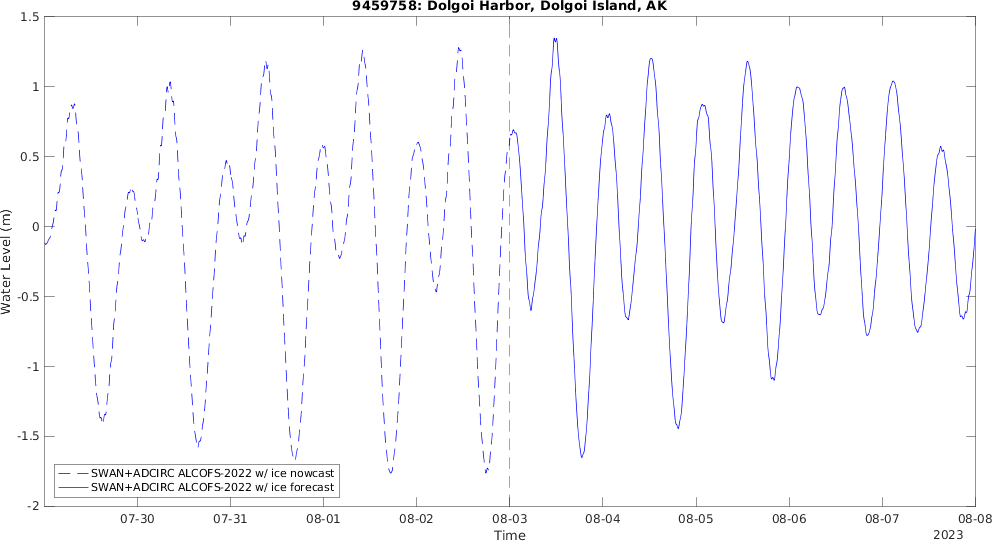 9459758: Dolgoi Harbor, Dolgoi Island, AK
1.5
1
0.5
0
-0.5
-1
-1.5
-2
Water Level (m)
SWAN+ADCIRC ALCOFS-2022 w/ ice nowcast
SWAN+ADCIRC ALCOFS-2022 w/ ice forecast
07-30 07-31 08-01 08-02 08-03 08-04 08-05 08-06 08-07 08-08
Time
2023